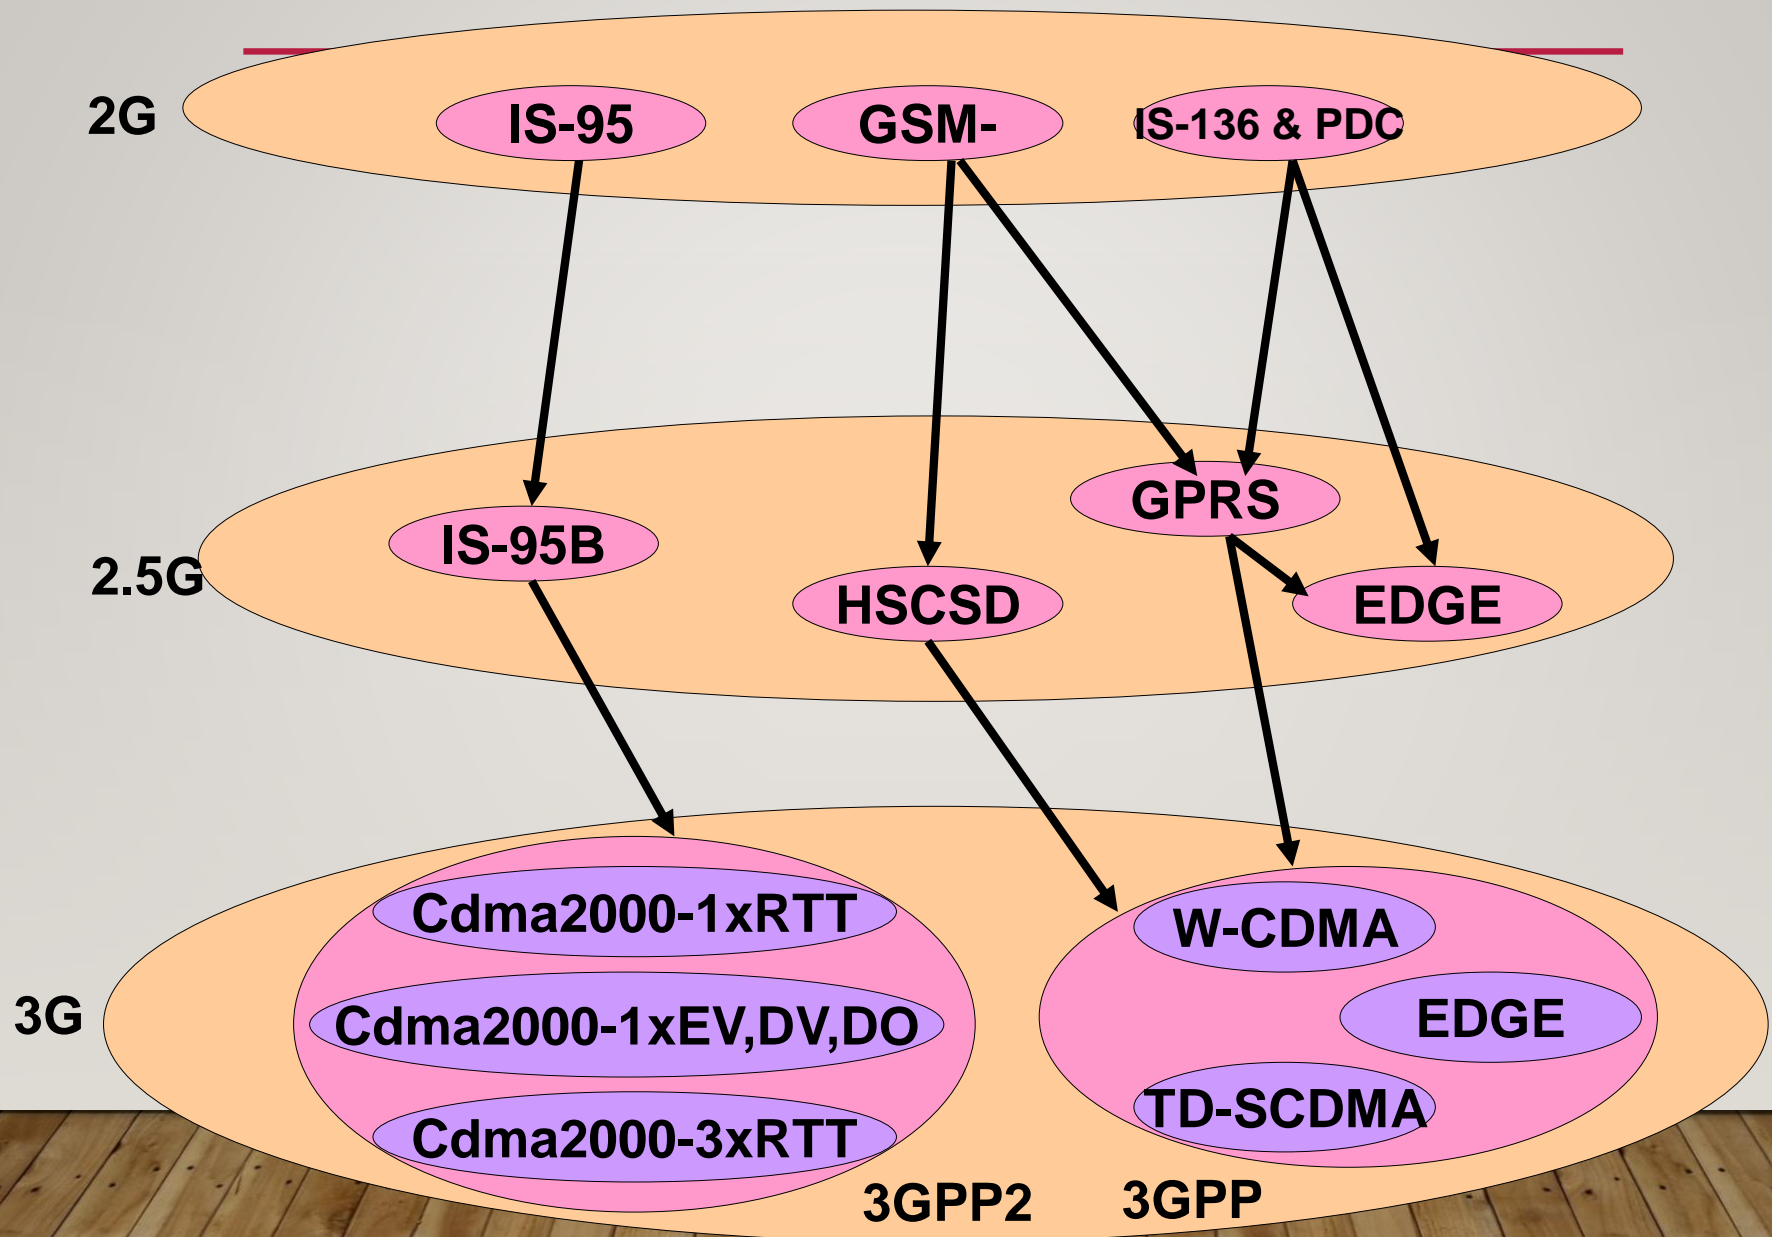 2G
IS-95
GSM-
IS-136 & PDC
2.5G
IS-95B
HSCSD
GPRS
EDGE
3G
Cdma2000-1xRTT
Cdma2000-1xEV,DV,DO
Cdma2000-3xRTT
3GPP2
W-CDMA
EDGE
TD-SCDMA
3GPP